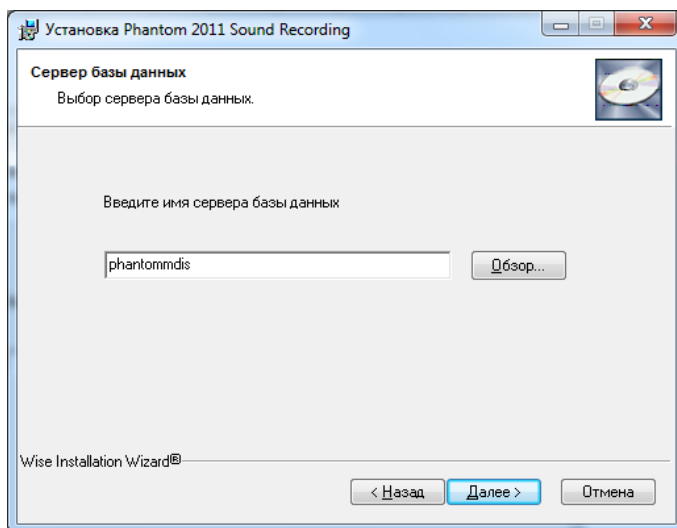 Установка Phantom 2011 Sound Recording
Сервер базы данных
Выбор сервера базы данных.
Введите имя сервера базы данных
phantommdis
Обзор...
Wise Installation Wizard®
< Назад
Далее >
Отмена